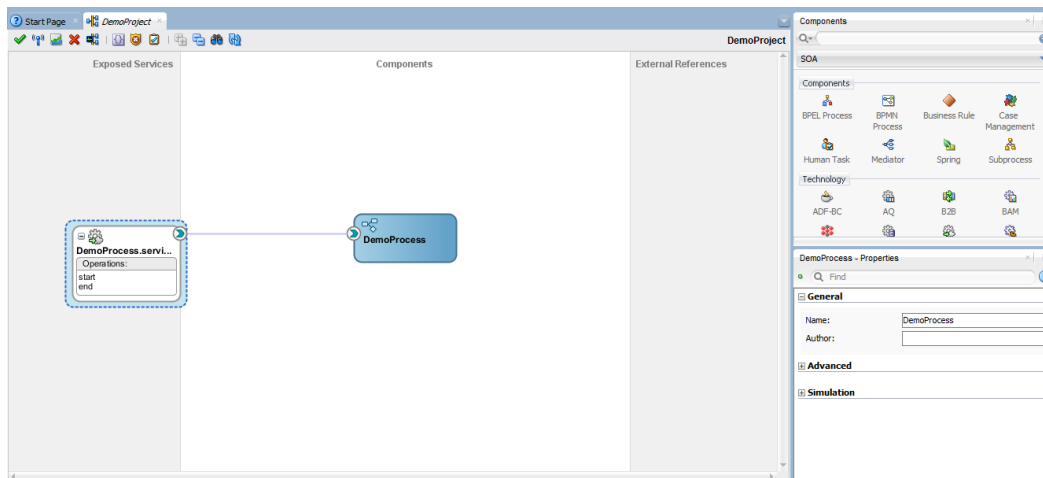 Start Page
DemoProject
DemoProject
Exposed Services
Components
External References
DemoProcess.servi...
Operations:
start
end
DemoProcess
Components
SOA
Components
BPEL Process
BPMN Process
Business Rule
Case Management
Human Task
Mediator
Spring
Subprocess
Technology
ADF-BC
AQ
B2B
BAM
DemoProcess - Properties
Find
General
Name:
DemoProcess
Author:
Advanced
Simulation